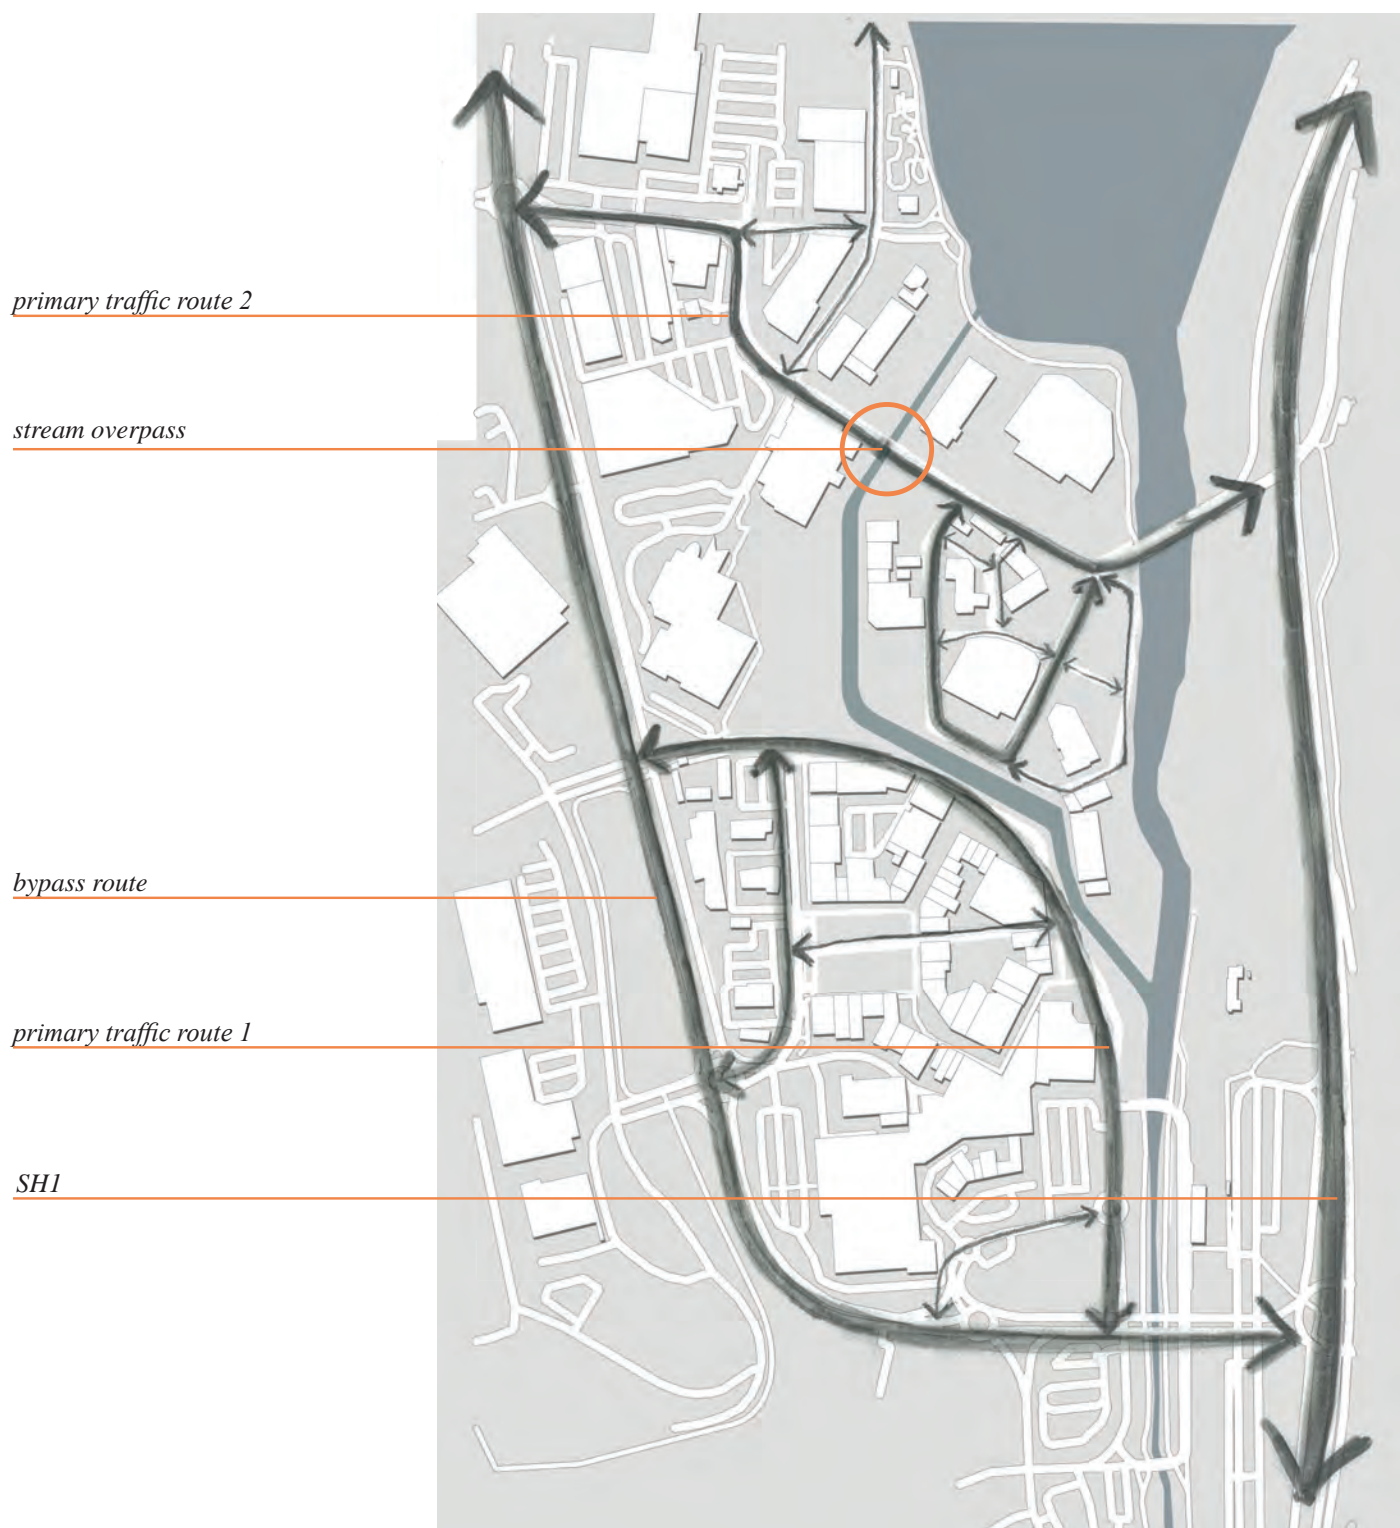 primary traffic route 2
stream overpass
bypass route
primary traffic route 1
SH1